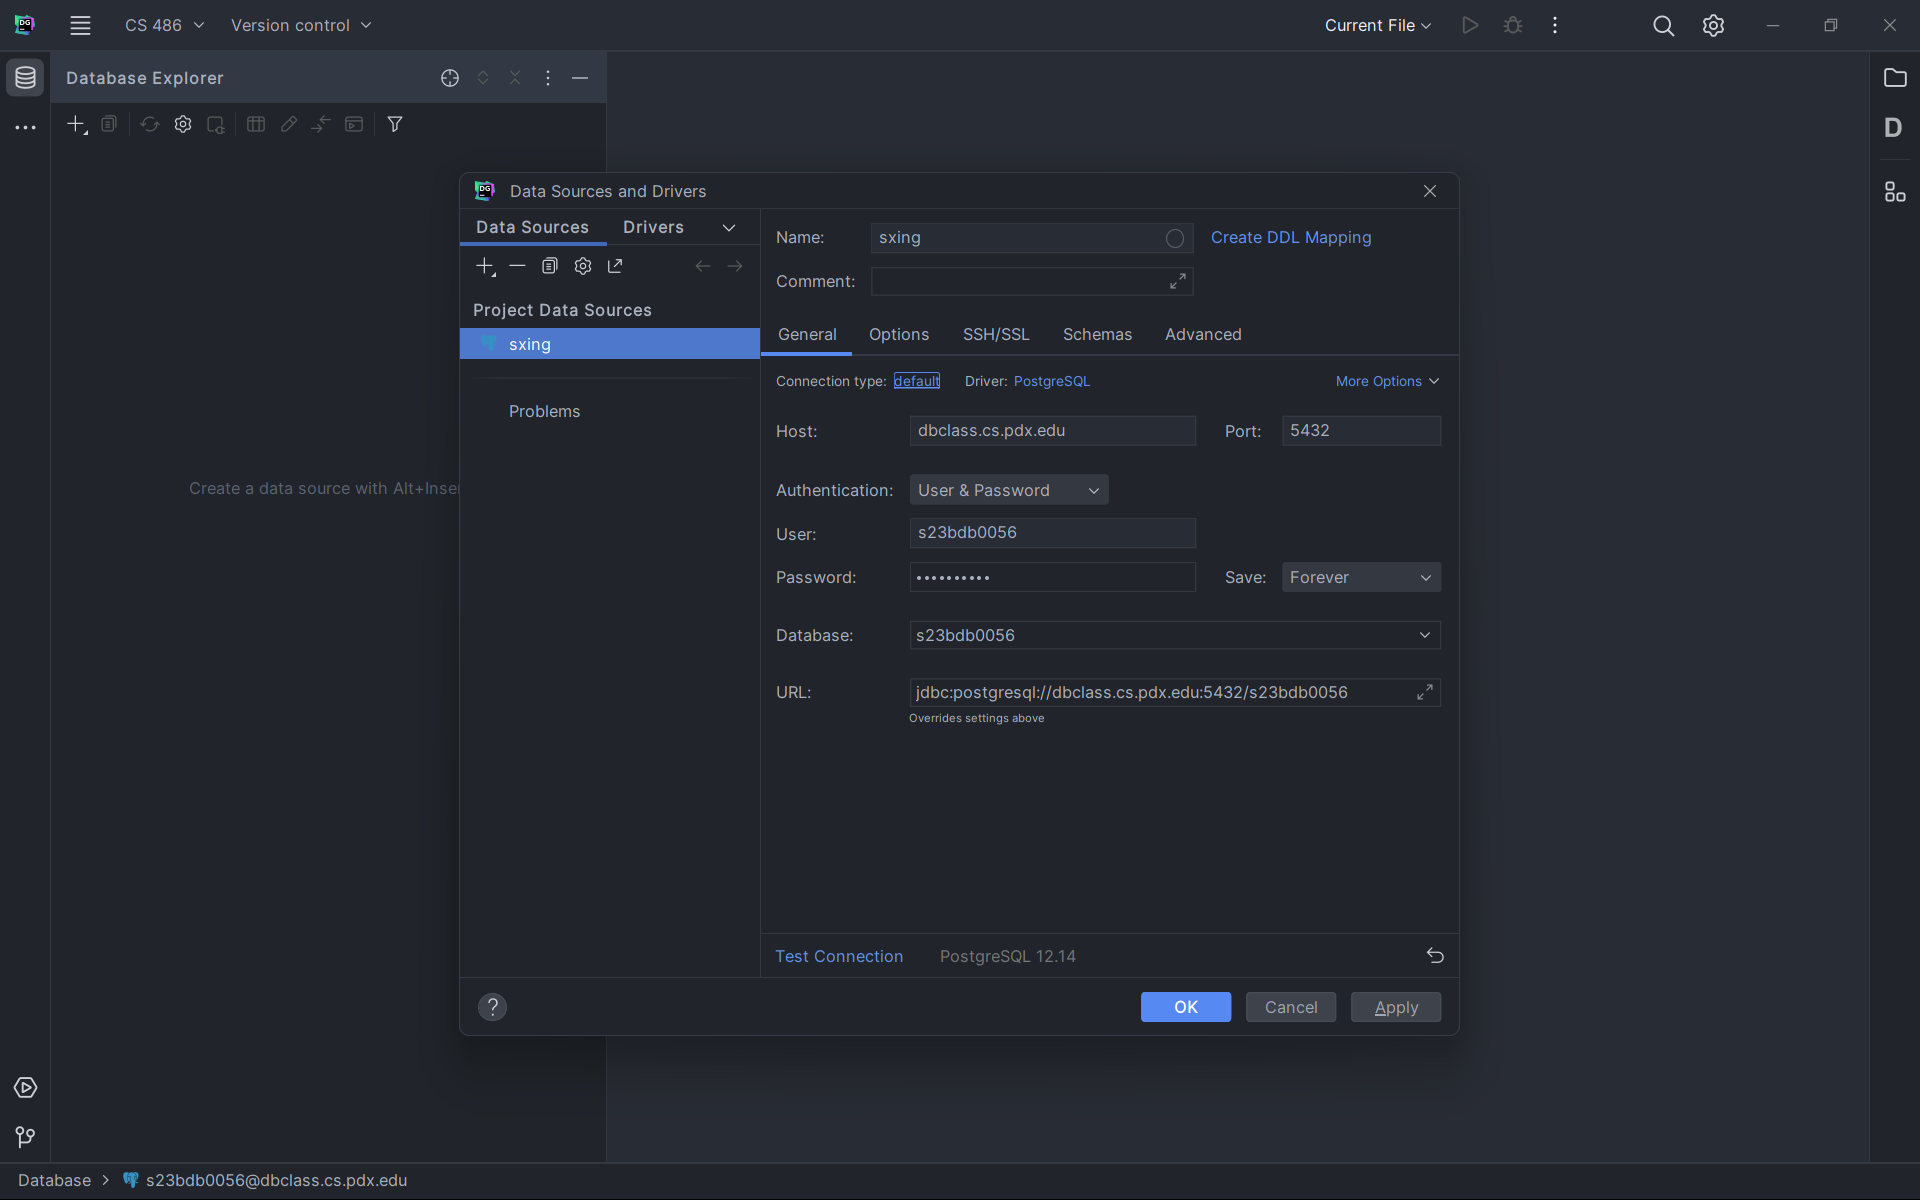 CS 486
Version control
Current File
Database Explorer
D
Create a data source with Alt+Inser
DG
Data Sources and Drivers
Data Sources
Drivers
Project Data Sources
sxing
Problems
Name:
sxing
Create DDL Mapping
Comment:
General
Options
SSH/SSL
Schemas
Advanced
Connection type: default
Driver: PostgreSQL
More Options
Host:
dbclass.cs.pdx.edu
Port:
5432
Authentication:
User & Password
User:
s23bdb0056
Password:
••••••••••
Save:
Forever
Database:
s23bdb0056
URL:
jdbc:postgresql://dbclass.cs.pdx.edu:5432/s23bdb0056
Overrides settings above
Test Connection
PostgreSQL 12.14
?
OK
Cancel
Apply
Database > s23bdb0056@dbclass.cs.pdx.edu